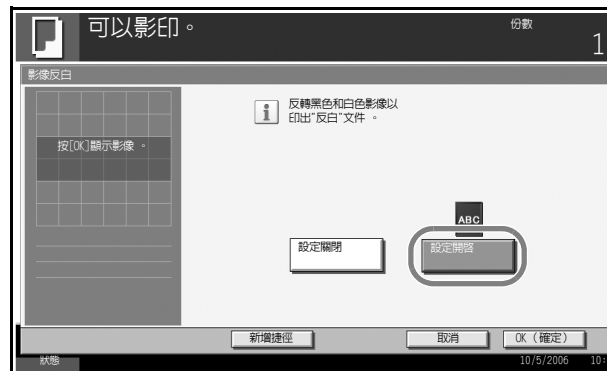 可以影印。
份數
1
影像反白
反轉黑色和白色影像以
印出"反白"文件 。
按[OK]顯示影像 。
ABC
設定關閉
設定開啓
新增捷徑
取消
OK (確定)
狀態
10/5/2006
10: